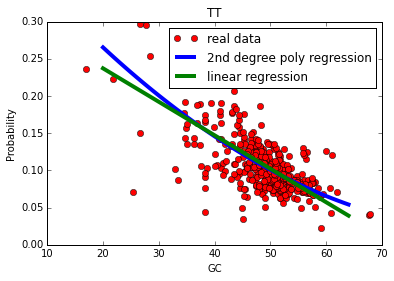 TT
0.30
0.25
0.20
0.15
0.10
0.05
0.00
Probability
real data
2nd degree poly regression
linear regression
10 20 30 40 50 60 70
GC